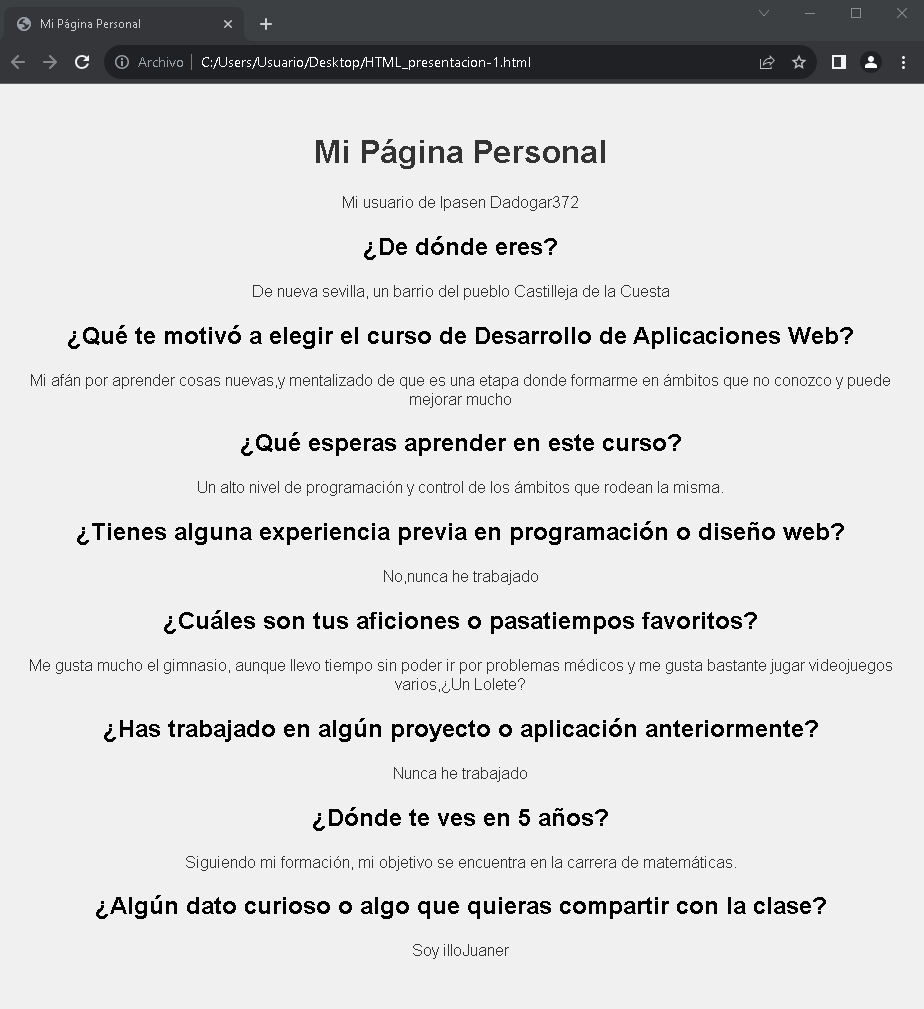 Mi Página Personal
Archivo | C:/Users/Usuario/Desktop/HTML_presentacion-1.html
Mi Página Personal
Mi usuario de Ipasen Dadogar372
¿De dónde eres?
De nueva sevilla, un barrio del pueblo Castilleja de la Cuesta
¿Qué te motivó a elegir el curso de Desarrollo de Aplicaciones Web?
Mi afán por aprender cosas nuevas,y mentalizado de que es una etapa donde formarme en ámbitos que no conozco y puede
mejorar mucho
¿Qué esperas aprender en este curso?
Un alto nivel de programación y control de los ámbitos que rodean la misma.
¿Tienes alguna experiencia previa en programación o diseño web?
No,nunca he trabajado
¿Cuáles son tus aficiones o pasatiempos favoritos?
Me gusta mucho el gimnasio, aunque llevo tiempo sin poder ir por problemas médicos y me gusta bastante jugar videojuegos
varios,¿Un Lolete?
¿Has trabajado en algún proyecto o aplicación anteriormente?
Nunca he trabajado
¿Dónde te ves en 5 años?
Siguiendo mi formación, mi objetivo se encuentra en la carrera de matemáticas.
¿Algún dato curioso o algo que quieras compartir con la clase?
Soy illoJuaner